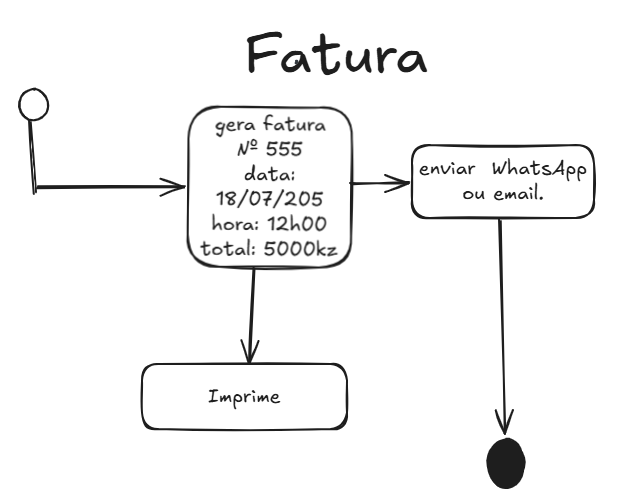 Fatura
gera fatura
Nº 555
data:
18/07/205
hora: 12h00
total: 5000kz
enviar WhatsApp
ou email.
Imprime